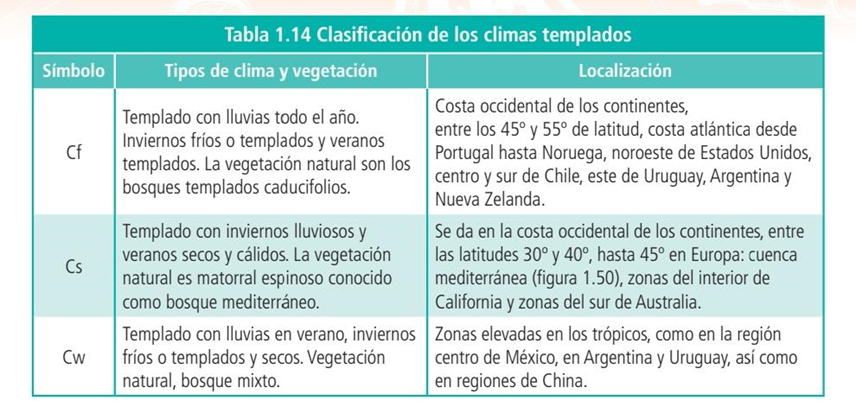 Tabla 1.14 Clasificación de los climas templados
Símbolo
Tipos de clima y vegetación
Localización
Cf
Templado con lluvias todo el año.
Inviernos fríos o templados y veranos
templados. La vegetación natural son los
bosques templados caducifolios.
Costa occidental de los continentes,
entre los 45º y 55º de latitud, costa atlántica desde
Portugal hasta Noruega, noroeste de Estados Unidos,
centro y sur de Chile, este de Uruguay, Argentina y
Nueva Zelanda.
Cs
Templado con inviernos lluviosos y
veranos secos y cálidos. La vegetación
natural es matorral espinoso conocido
como bosque mediterráneo.
Se da en la costa occidental de los continentes, entre
las latitudes 30º y 40º, hasta 45º en Europa: cuenca
mediterránea (figura 1.50), zonas del interior de
California y zonas del sur de Australia.
Cw
Templado con lluvias en verano, inviernos
fríos o templados y secos. Vegetación
natural, bosque mixto.
Zonas elevadas en los trópicos, como en la región
centro de México, en Argentina y Uruguay, así como
en regiones de China.